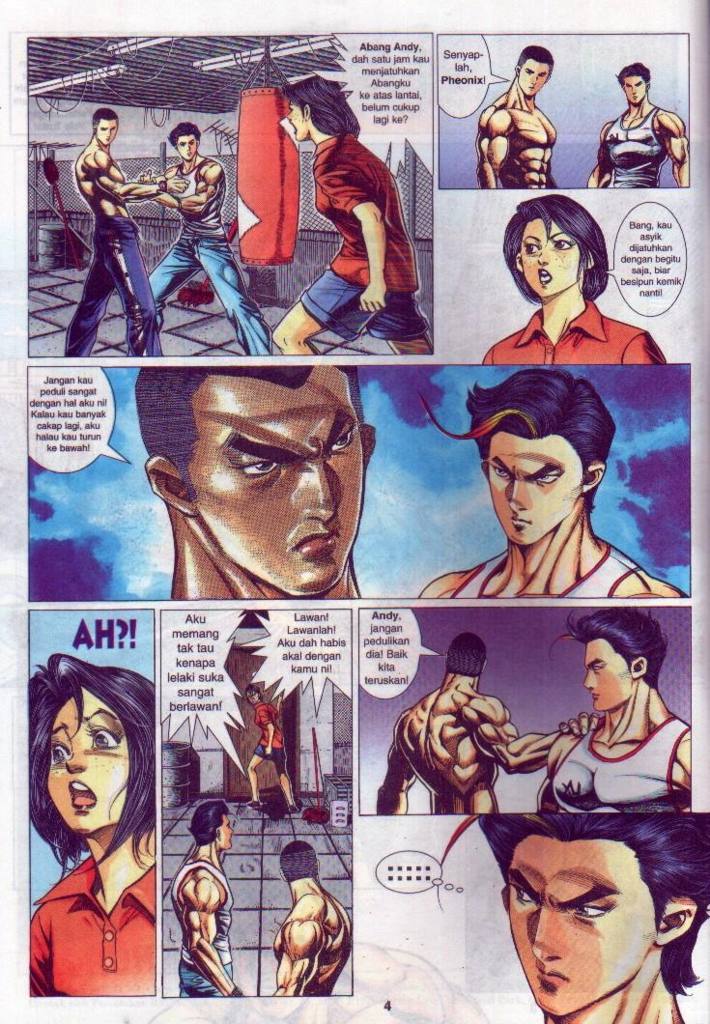 Abang Andy,
dah satu jam kau
menjatuhkan
Abangku
ke atas lantai,
belum cukup
lagi ke?
Senyap-
lah,
Pheonix!
Bang, kau
asyik
dijatuhkan
dengan begitu
saja, biar
besipun kemik
nanti!
Jangan kau
peduli sangat
dengan hal aku ni!
Kalau kau banyak
cakap lagi, aku
halau kau turun
ke bawah!
AH?!
Aku
memang
tak tau
kenapa
lelaki suka
sangat
berlawan!
Lawan!
Lawanlah!
Aku dah habis
akal dengan
kamu ni!
Andy,
jangan
pedulikan
dia! Baik
kita
teruskan!
......
......
4